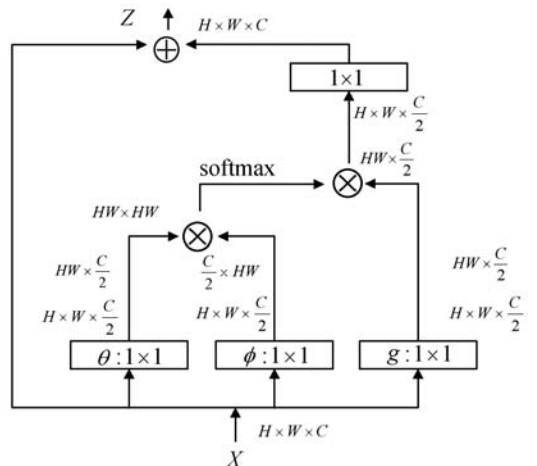 Z
H×W×C
1×1
H×W×C/2
HW×C/2
softmax
HW×HW
HW×C/2
C/2×HW
HW×C/2
H×W×C/2
H×W×C/2
H×W×C/2
θ:1×1
ϕ:1×1
g:1×1
H×W×C
X